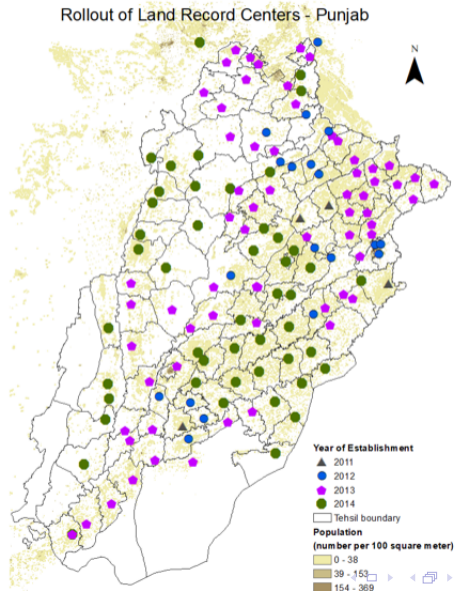 Rollout of Land Record Centers - Punjab
N
Year of Establishment
2011
2012
2013
2014
Tehsil boundary
Population
(number per 100 square meter)
0 - 38
39 - 153
154 - 369